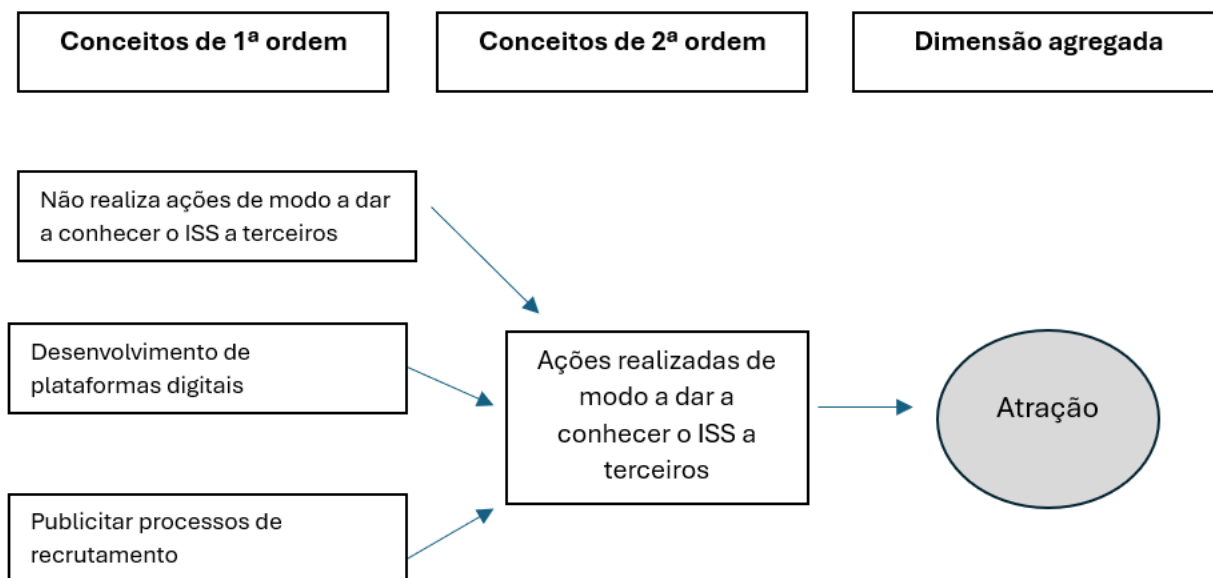 Conceitos de 1ª ordem
Conceitos de 2ª ordem
Dimensão agregada
Não realiza ações de modo a dar
a conhecer o ISS a terceiros
Desenvolvimento de
plataformas digitais
Publicitar processos de
recrutamento
Ações realizadas de
modo a dar a
conhecer o ISS a
terceiros
Atração